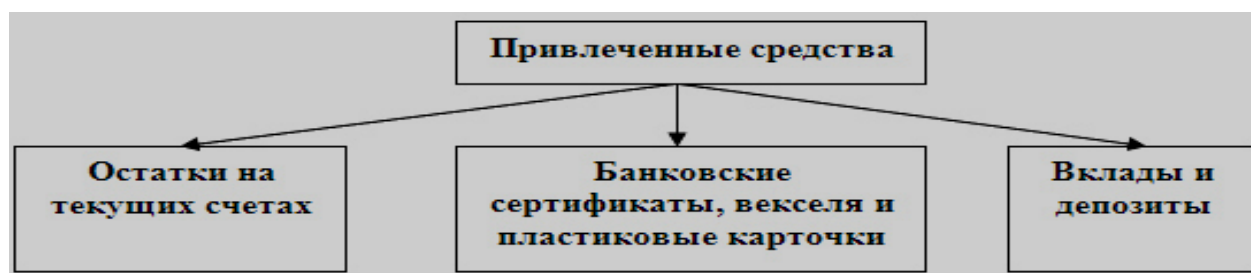 Привлеченные средства
Остатки на
текущих счетах
Банковские
сертификаты, векселя и
пластиковые карточки
Вклады и
депозиты